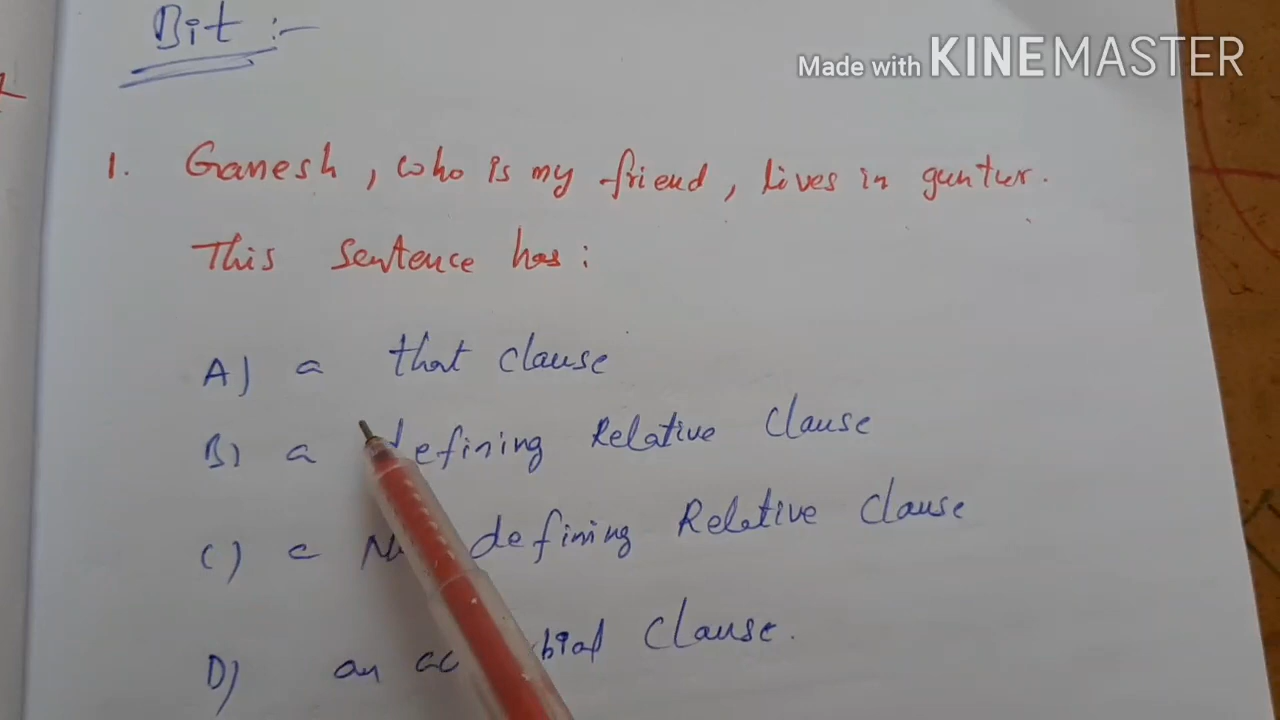 Bit :-
Made with KINEMASTER
1. Ganesh, who is my friend, lives in guntur.
This Sentence has:
A) a that clause
B) a defining Relative Clause
C) a defining Relative Clause
D) an Clause.